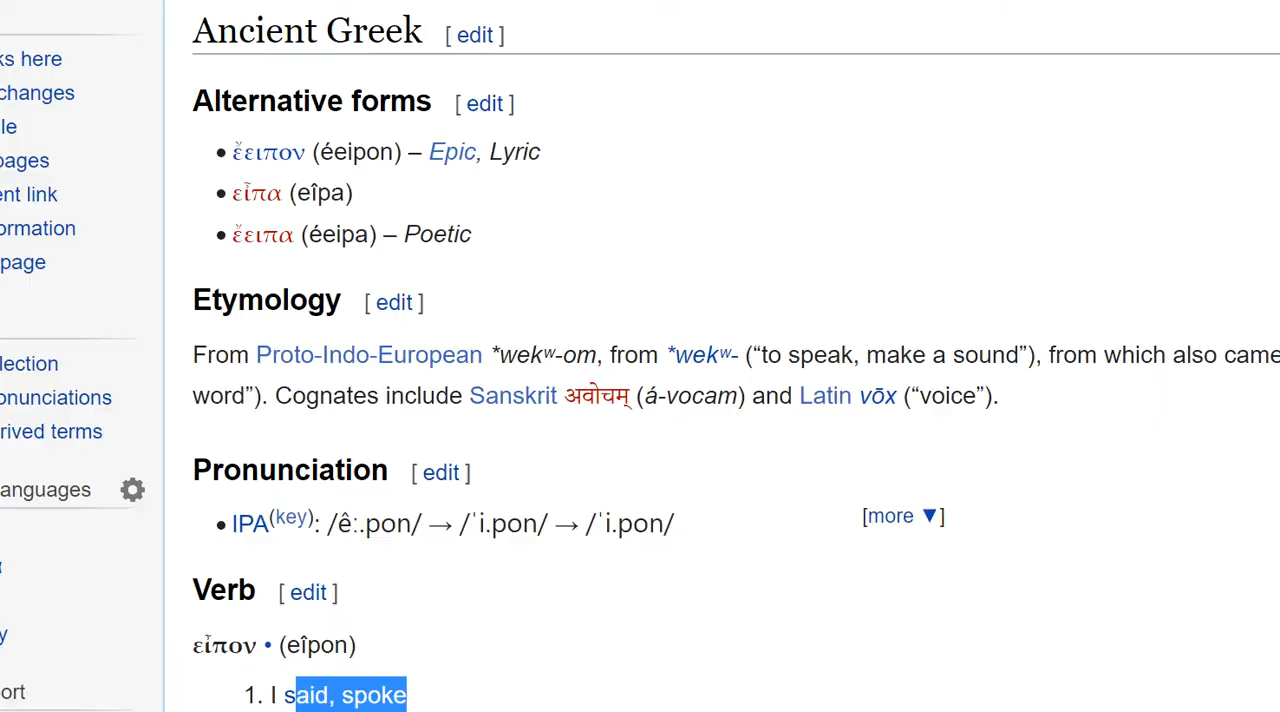 Ancient Greek [ edit ]
ks here
changes
le
pages
ent link
ormation
page
lection
onunciations
rived terms
anguages
y
ort
Alternative forms [ edit ]
• ἔειπον (éeipon) – Epic, Lyric
• εἶπα (eîpa)
• ἔειπα (éeipa) – Poetic
Etymology [ edit ]
From Proto-Indo-European *wekʷ-om, from *wekʷ- (“to speak, make a sound”), from which also came
word”). Cognates include Sanskrit अवोचम् (á-vocam) and Latin vōx (“voice”).
Pronunciation [ edit ]
• IPA(key): /êː.pon/ → /ˈi.pon/ → /ˈi.pon/ [more ▼]
Verb [ edit ]
εἶπον • (eîpon)
1. I said, spoke